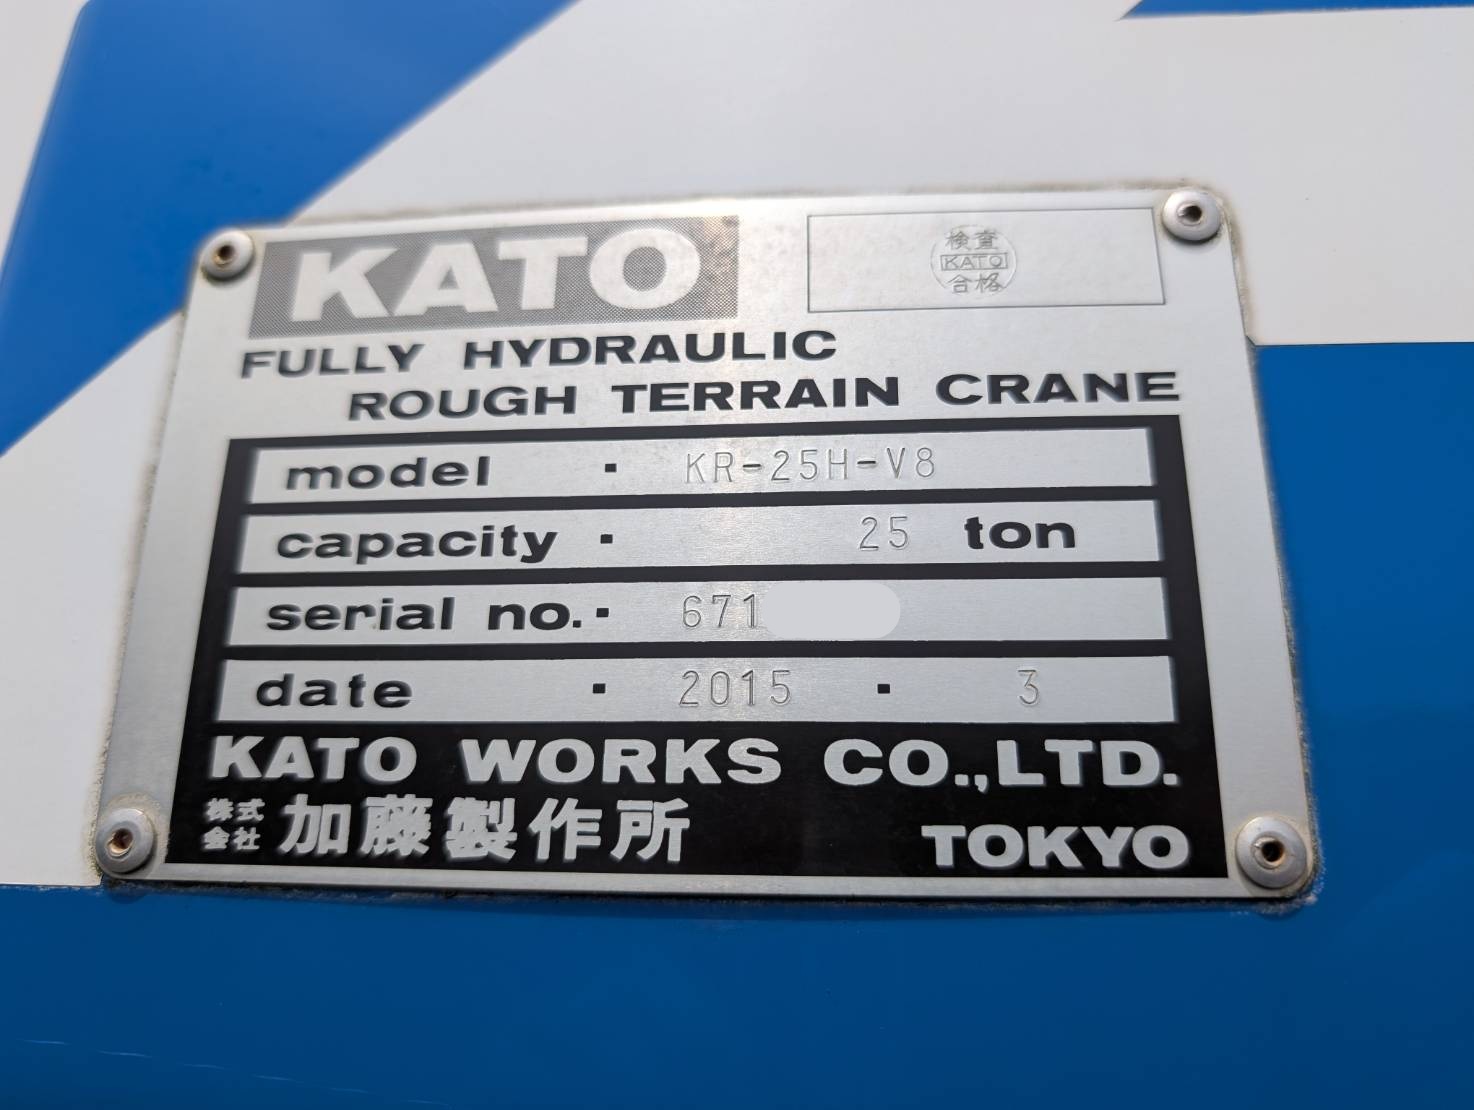 KATO
検査
KATO
合格
FULLY HYDRAULIC
ROUGH TERRAIN CRANE
model · KR-25H-V8
capacity · 25 ton
serial no. · 671
date · 2015 · 3
KATO WORKS CO.,LTD.
株式会社 加藤製作所 TOKYO